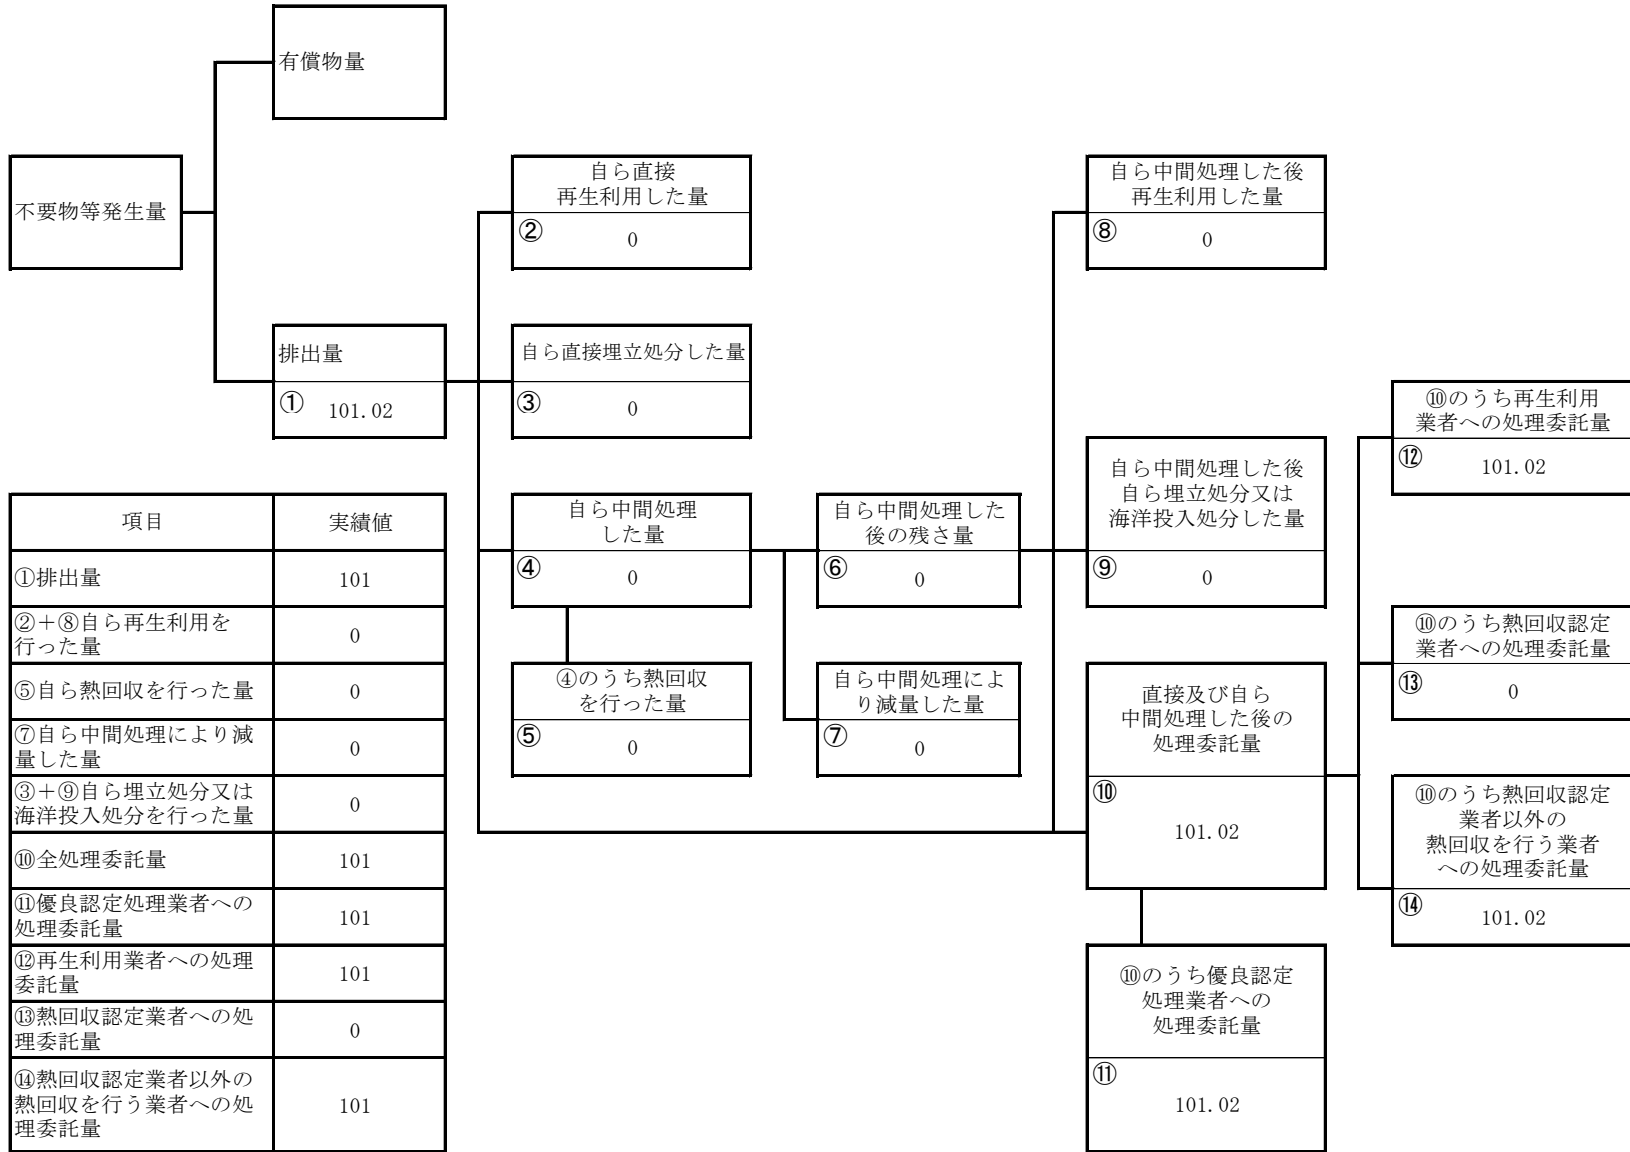 有償物量
不要物等発生量
排出量
① 101.02
自ら直接
再生利用した量
② 0
自ら直接埋立処分した量
③ 0
自ら中間処理
した量
④ 0
④のうち熱回収
を行った量
⑤ 0
自ら中間処理した
後の残さ量
⑥ 0
自ら中間処理によ
り減量した量
⑦ 0
自ら中間処理した後
再生利用した量
⑧ 0
自ら中間処理した後
自ら埋立処分又は
海洋投入処分した量
⑨ 0
直接及び自ら
中間処理した後の
処理委託量
⑩
101.02
⑩のうち優良認定
処理業者への
処理委託量
⑪
101.02
⑩のうち再生利用
業者への処理委託量
⑫ 101.02
⑩のうち熱回収認定
業者への処理委託量
⑬ 0
⑩のうち熱回収認定
業者以外の
熱回収を行う業者
への処理委託量
⑭ 101.02
項目 実績値
①排出量 101
②＋⑧自ら再生利用を
行った量 0
⑤自ら熱回収を行った量 0
⑦自ら中間処理により減
量した量 0
③＋⑨自ら埋立処分又は
海洋投入処分を行った量 0
⑩全処理委託量 101
⑪優良認定処理業者への
処理委託量 101
⑫再生利用業者への処理
委託量 101
⑬熱回収認定業者への処
理委託量 0
⑭熱回収認定業者以外の
熱回収を行う業者への処 101
理委託量